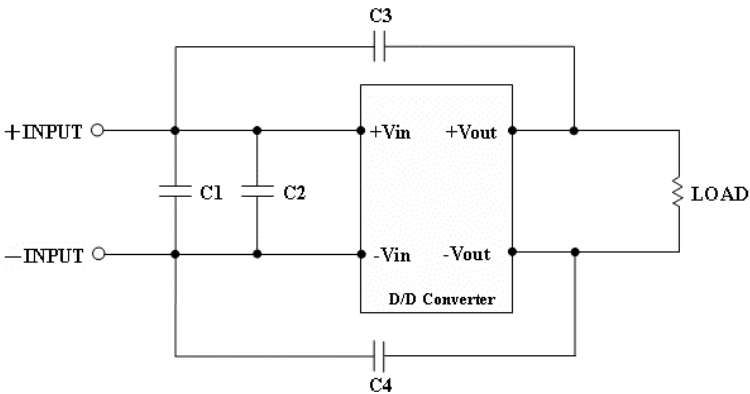 C3
+INPUT
+Vin
+Vout
C1
C2
LOAD
−INPUT
-Vin
-Vout
D/D Converter
C4